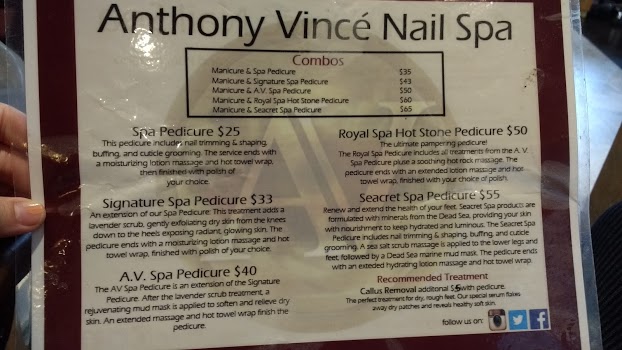 Anthony Vincé Nail Spa
Combos
Manicure & Spa Pedicure $35
Manicure & Signature Spa Pedicure $43
Manicure & A.V. Spa Pedicure $50
Manicure & Royal Spa Hot Stone Pedicure $60
Manicure & Seacret Spa Pedicure $65
Spa Pedicure $25
This pedicure includes nail trimming & shaping,
buffing, and cuticle grooming. The service ends with
a moisturizing lotion massage and hot towel wrap,
then finished with polish of
your choice.
Signature Spa Pedicure $33
An extension of our Spa Pedicure: This treatment adds a
lavender scrub, gently exfoliating dry skin from the knees
down to the heels exposing radiant, glowing skin. The
pedicure ends with a moisturizing lotion massage and hot
towel wrap, finished with polish of your choice.
A.V. Spa Pedicure $40
The AV Spa Pedicure is an extension of the Signature
Pedicure. After the lavender scrub treatment, a
rejuvenating mud mask is applied to soften and relieve dry
skin. An extended massage and hot towel wrap finish the
pedicure.
Royal Spa Hot Stone Pedicure $50
The ultimate pampering pedicure!
The Royal Spa Pedicure includes all treatments from the A. V.
Spa Pedicure pluse a soothing hot rock massage. The
pedicure ends with an extended lotion massage and hot
towel wrap, finished with your choice of polish.
Seacret Spa Pedicure $55
Renew and extend the health of your feet. Seacret Spa products are
formulated with minerals from the Dead Sea, providing your skin
with nourishment to keep hydrated and luminous. The Seacret Spa
Pedicure includes nail trimming & shaping, buffing, and cuticle
grooming. A sea salt scrub massage is applied to the lower legs and
feet, followed by a Dead Sea marine mud mask. The pedicure ends
with an exteded hydrating lotion massage and hot towel wrap.
Recommended Treatment
Callus Removal additonal $5 with pedicure.
The perfect treatment for dry, rough feet. Our special serum flakes
away dry patches and reveals healthy soft skin.
follow us on: